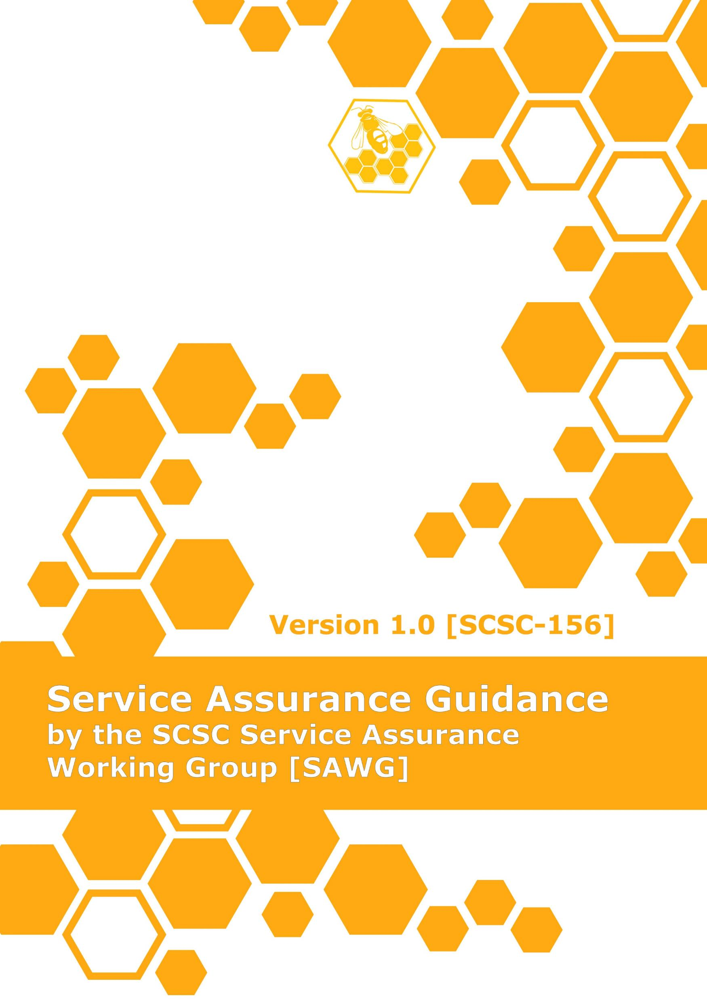 Version 1.0 [SCSC-156]
Service Assurance Guidance
by the SCSC Service Assurance
Working Group [SAWG]